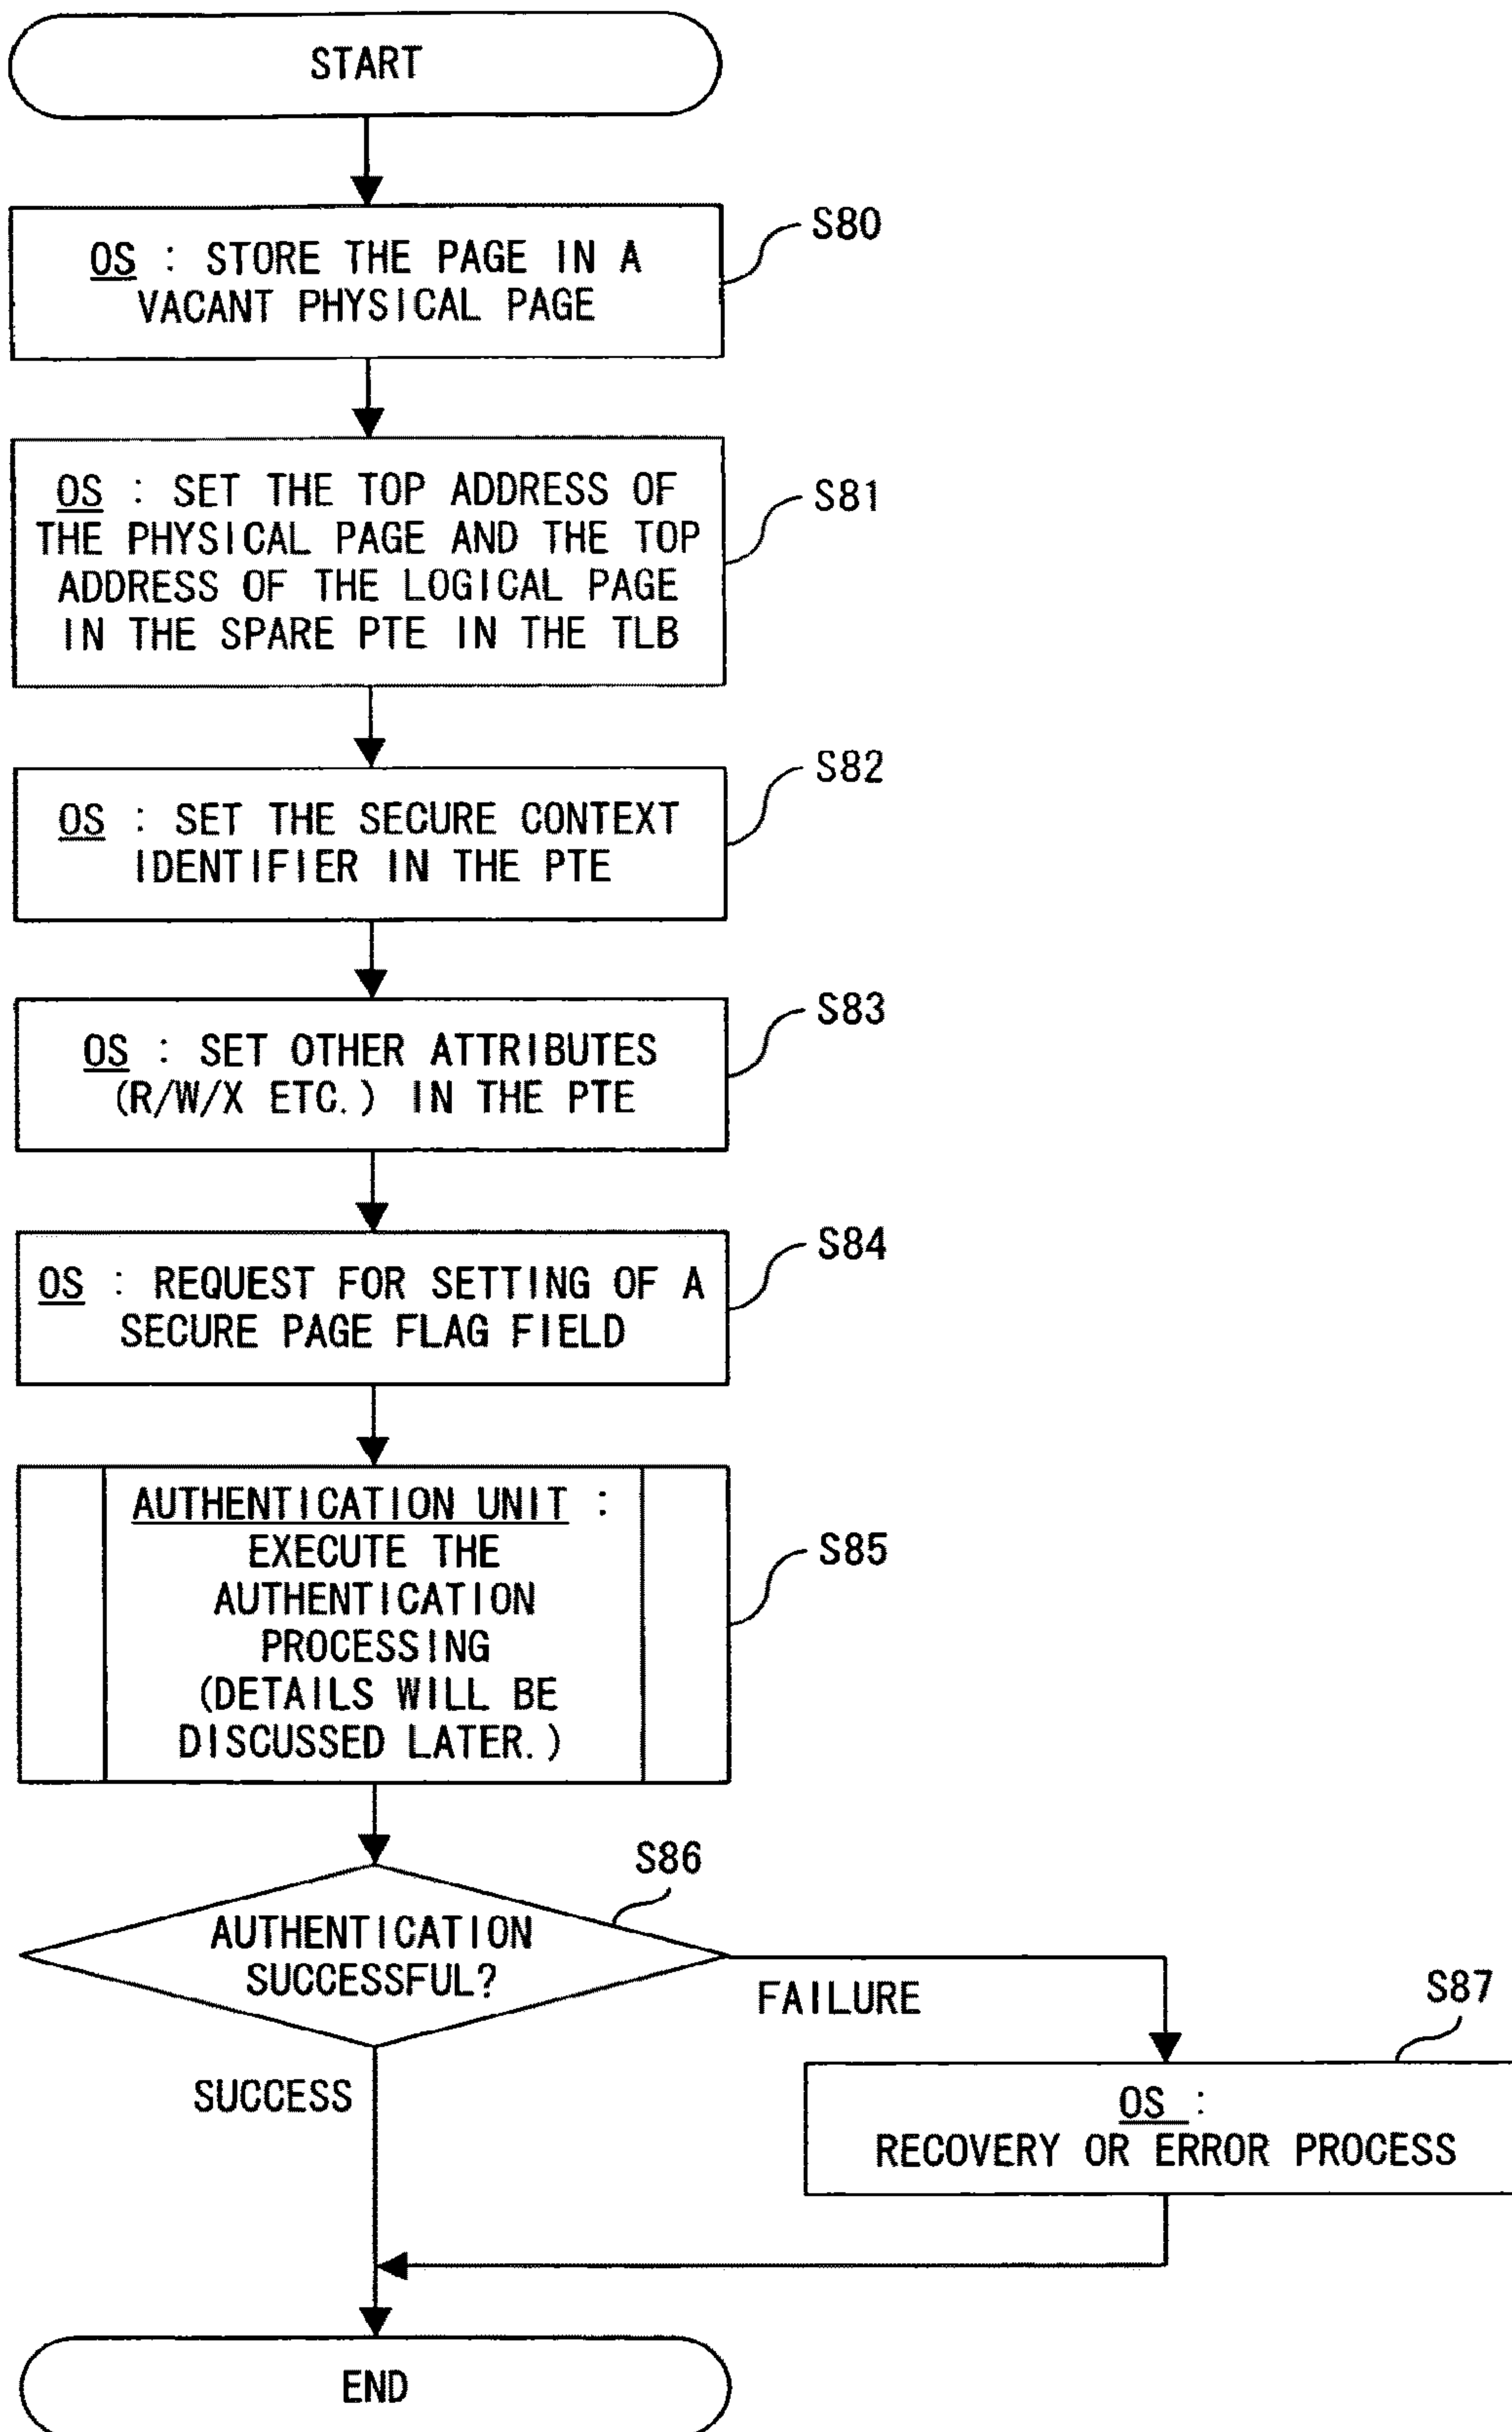 START
S80
OS : STORE THE PAGE IN A
VACANT PHYSICAL PAGE
S81
OS : SET THE TOP ADDRESS OF
THE PHYSICAL PAGE AND THE TOP
ADDRESS OF THE LOGICAL PAGE
IN THE SPARE PTE IN THE TLB
S82
OS : SET THE SECURE CONTEXT
IDENTIFIER IN THE PTE
S83
OS : SET OTHER ATTRIBUTES
(R/W/X ETC.) IN THE PTE
S84
OS : REQUEST FOR SETTING OF A
SECURE PAGE FLAG FIELD
S85
AUTHENTICATION UNIT :
EXECUTE THE
AUTHENTICATION
PROCESSING
(DETAILS WILL BE
DISCUSSED LATER.)
S86
AUTHENTICATION
SUCCESSFUL?
FAILURE
S87
SUCCESS
OS :
RECOVERY OR ERROR PROCESS
END